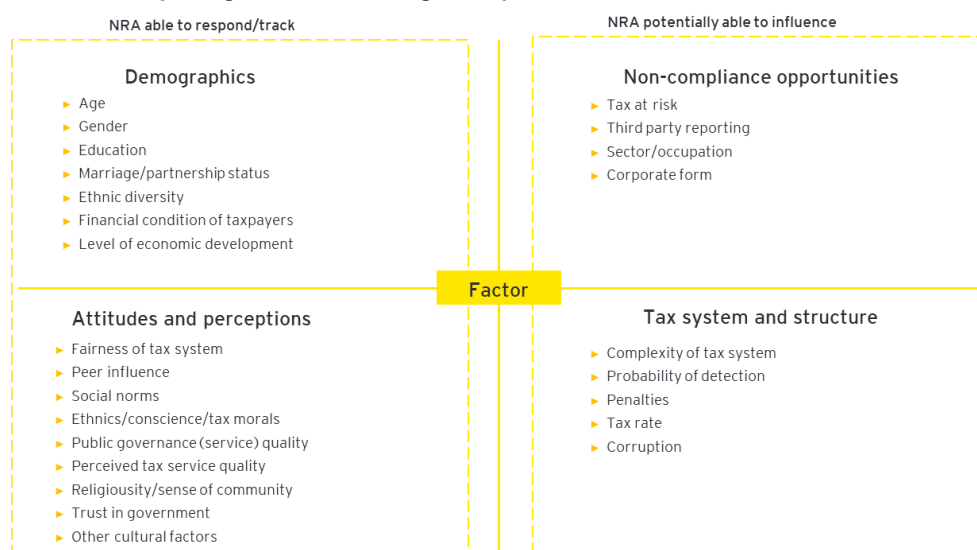 NRA able to respond/track
NRA potentially able to influence
Demographics
► Age
► Gender
► Education
► Marriage/partnership status
► Ethnic diversity
► Financial condition of taxpayers
► Level of economic development
Non-compliance opportunities
► Tax at risk
► Third party reporting
► Sector/occupation
► Corporate form
Factor
Attitudes and perceptions
► Fairness of tax system
► Peer influence
► Social norms
► Ethnics/conscience/tax morals
► Public governance (service) quality
► Perceived tax service quality
► Religiousity/sense of community
► Trust in government
► Other cultural factors
Tax system and structure
► Complexity of tax system
► Probability of detection
► Penalties
► Tax rate
► Corruption